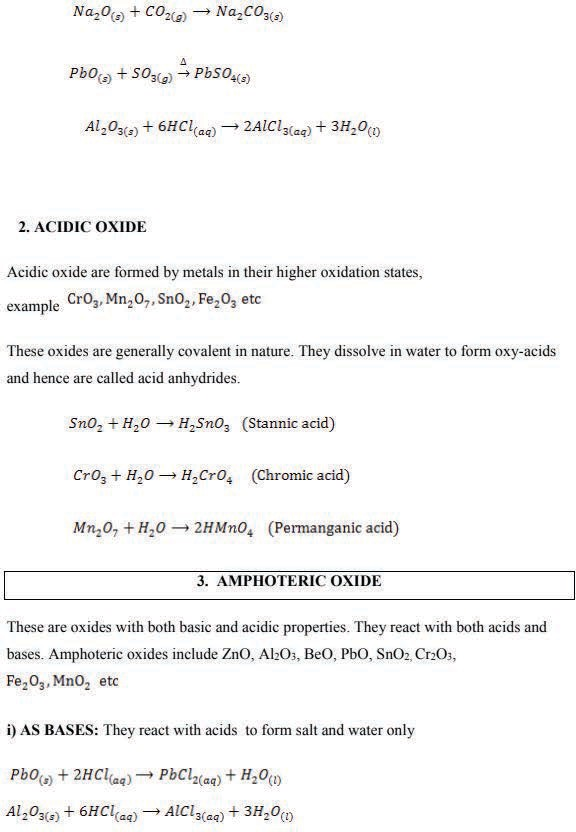 Na₂O₍ₛ₎ + CO₂₍g₎ → Na₂CO₃₍ₛ₎
PbO₍ₛ₎ + SO₃₍g₎ →Δ PbSO₄₍ₛ₎
Al₂O₃₍ₛ₎ + 6HCl₍aq₎ → 2AlCl₃₍aq₎ + 3H₂O₍l₎
2. ACIDIC OXIDE
Acidic oxide are formed by metals in their higher oxidation states,
example CrO₃, Mn₂O₇, SnO₂, Fe₂O₃ etc
These oxides are generally covalent in nature. They dissolve in water to form oxy-acids
and hence are called acid anhydrides.
SnO₂ + H₂O → H₂SnO₃ (Stannic acid)
CrO₃ + H₂O → H₂CrO₄ (Chromic acid)
Mn₂O₇ + H₂O → 2HMnO₄ (Permanganic acid)
3. AMPHOTERIC OXIDE
These are oxides with both basic and acidic properties. They react with both acids and
bases. Amphoteric oxides include ZnO, Al₂O₃, BeO, PbO, SnO₂, Cr₂O₃,
Fe₂O₃, MnO₂ etc
i) AS BASES: They react with acids to form salt and water only
PbO₍ₛ₎ + 2HCl₍aq₎ → PbCl₂₍aq₎ + H₂O₍l₎
Al₂O₃₍ₛ₎ + 6HCl₍aq₎ → AlCl₃₍aq₎ + 3H₂O₍l₎